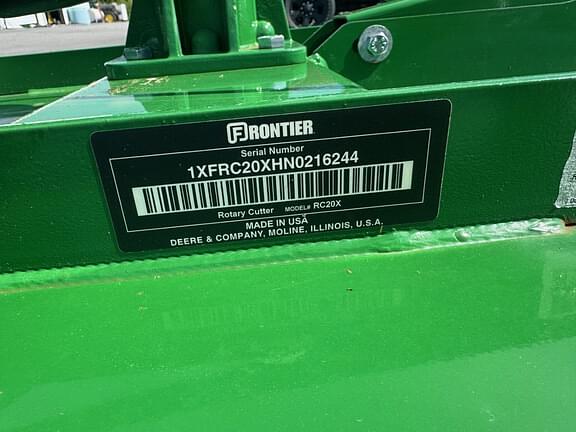 FRONTIER
Serial Number
1XFRC20XHN0216244
Rotary Cutter MODEL# RC20X
MADE IN USA
DEERE & COMPANY, MOLINE, ILLINOIS, U.S.A.